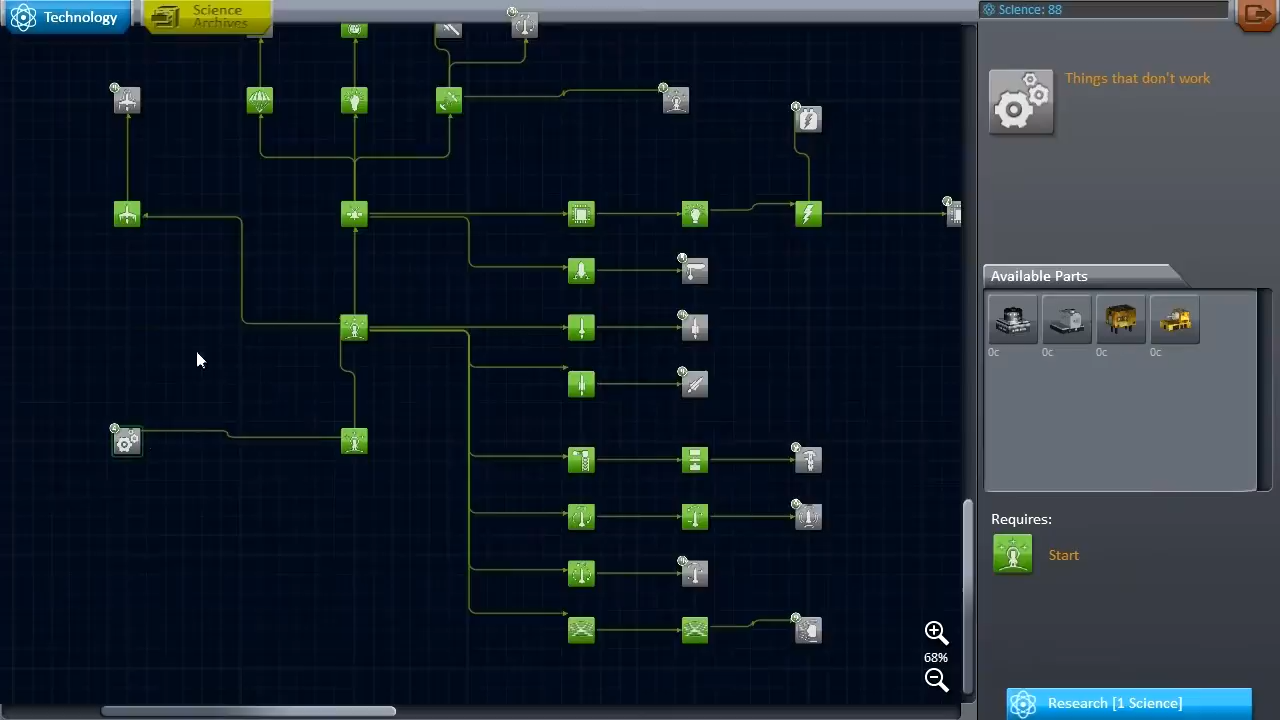 Technology
Science
Archives
Science: 88
Things that don't work
Available Parts
0c 0c 0c 0c
Requires:
Start
68%
Research [1 Science]